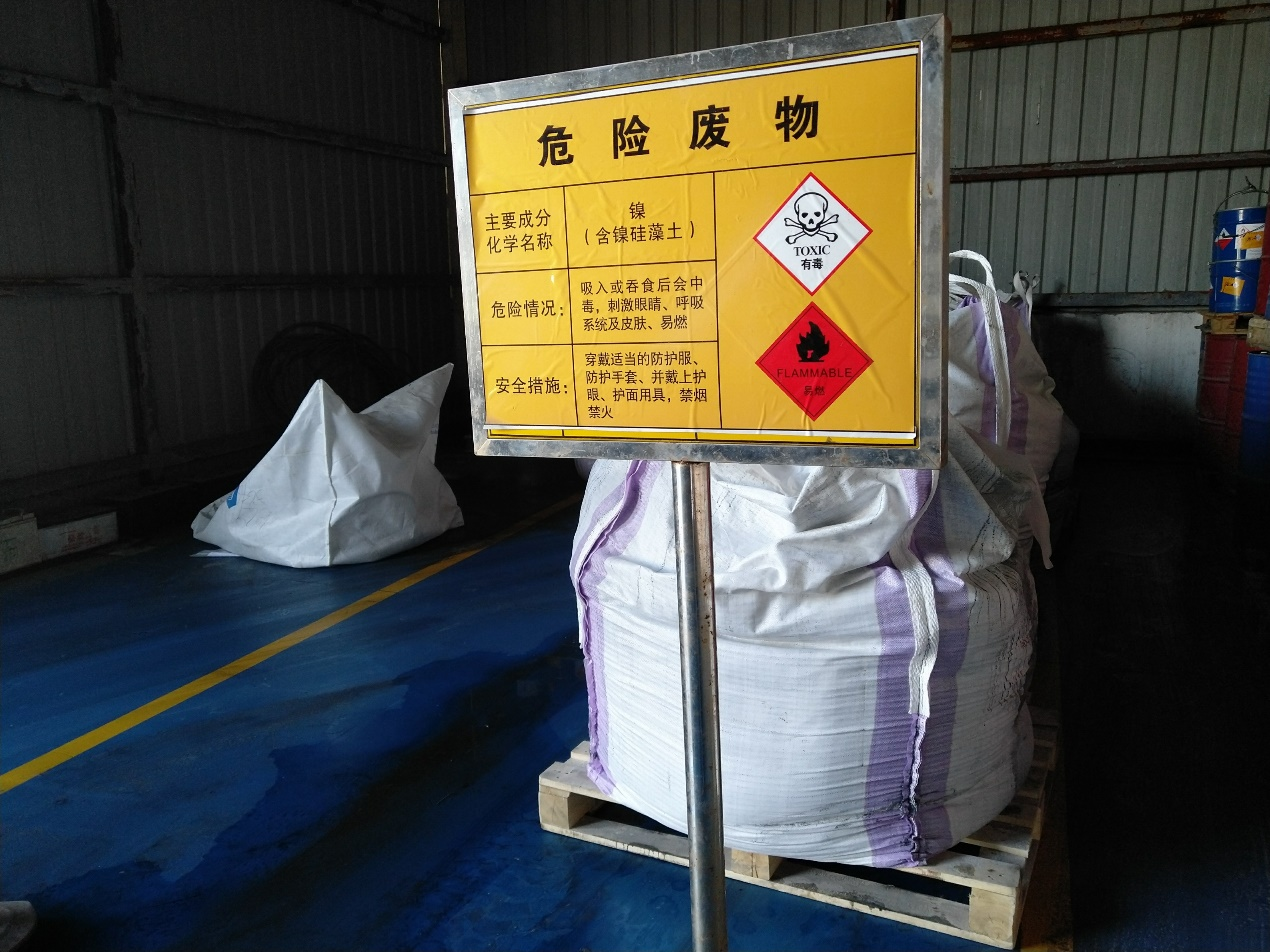 危险废物
主要成分
化学名称
镍
（含镍硅藻土）
危险情况：
吸入或吞食后会中
毒，刺激眼睛、呼吸
系统及皮肤、易燃
安全措施：
穿戴适当的防护服、
防护手套、并戴上护
眼、护面用具，禁烟
禁火
TOXIC
有毒
FLAMMABLE
易燃